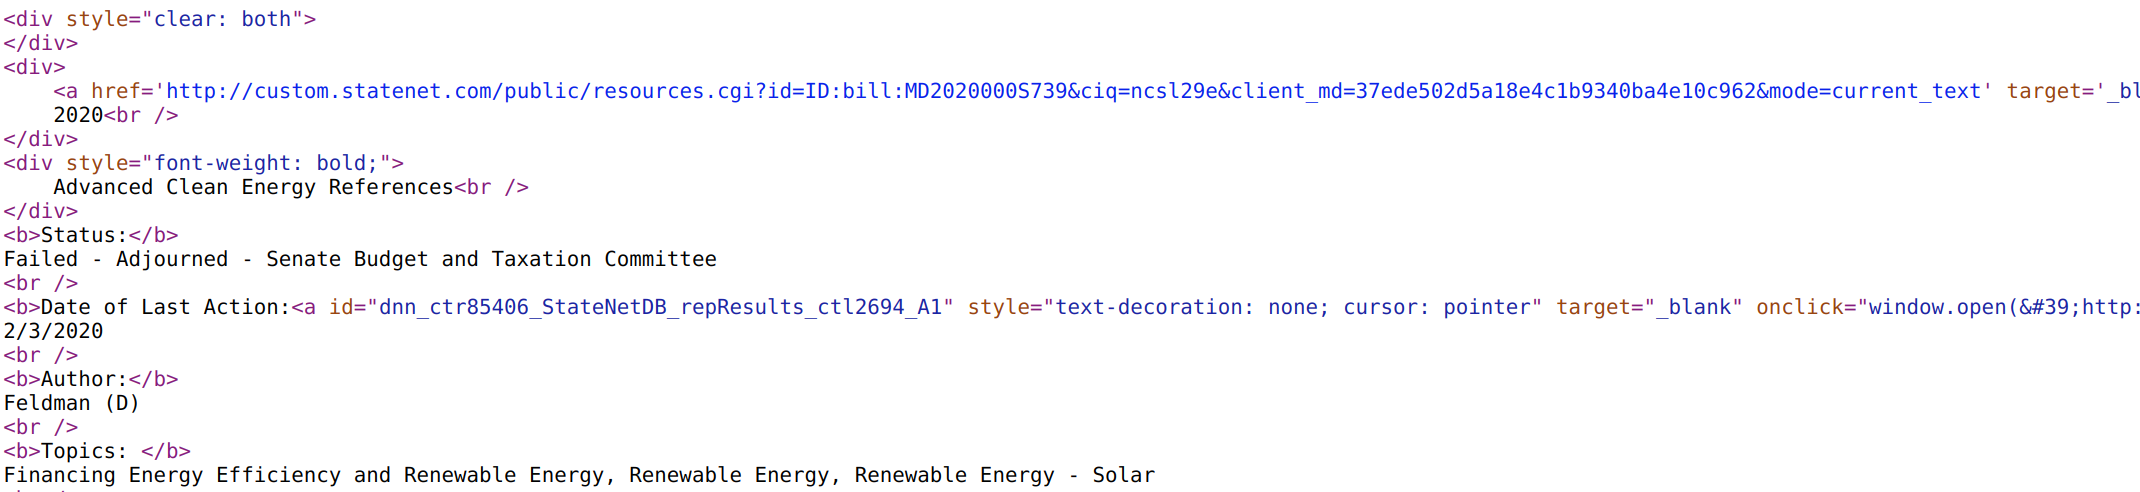 <div style="clear: both">
</div>
<div>
    <a href='http://custom.statenet.com/public/resources.cgi?id=ID:bill:MD2020000S739&ciq=ncsl29e&client_md=37ede502d5a18e4c1b9340ba4e10c962&mode=current_text' target='_bl
    2020<br />
</div>
<div style="font-weight: bold;">
    Advanced Clean Energy References<br />
</div>
<b>Status:</b>
Failed - Adjourned - Senate Budget and Taxation Committee
<br />
<b>Date of Last Action:<a id="dnn_ctr85406_StateNetDB_repResults_ctl2694_A1" style="text-decoration: none; cursor: pointer" target="_blank" onclick="window.open(&#39;http:
2/3/2020
<br />
<b>Author:</b>
Feldman (D)
<br />
<b>Topics: </b>
Financing Energy Efficiency and Renewable Energy, Renewable Energy, Renewable Energy - Solar